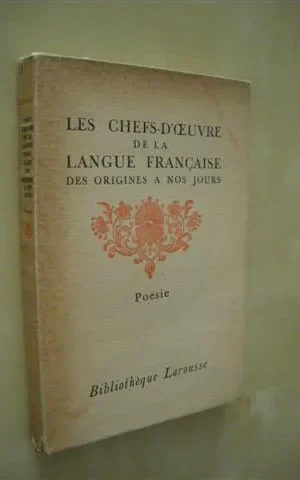 LES CHEFS-D'ŒUVRE
DE LA
LANGUE FRANÇAISE
DES ORIGINES A NOS JOURS
Poésie
Bibliothèque Larousse